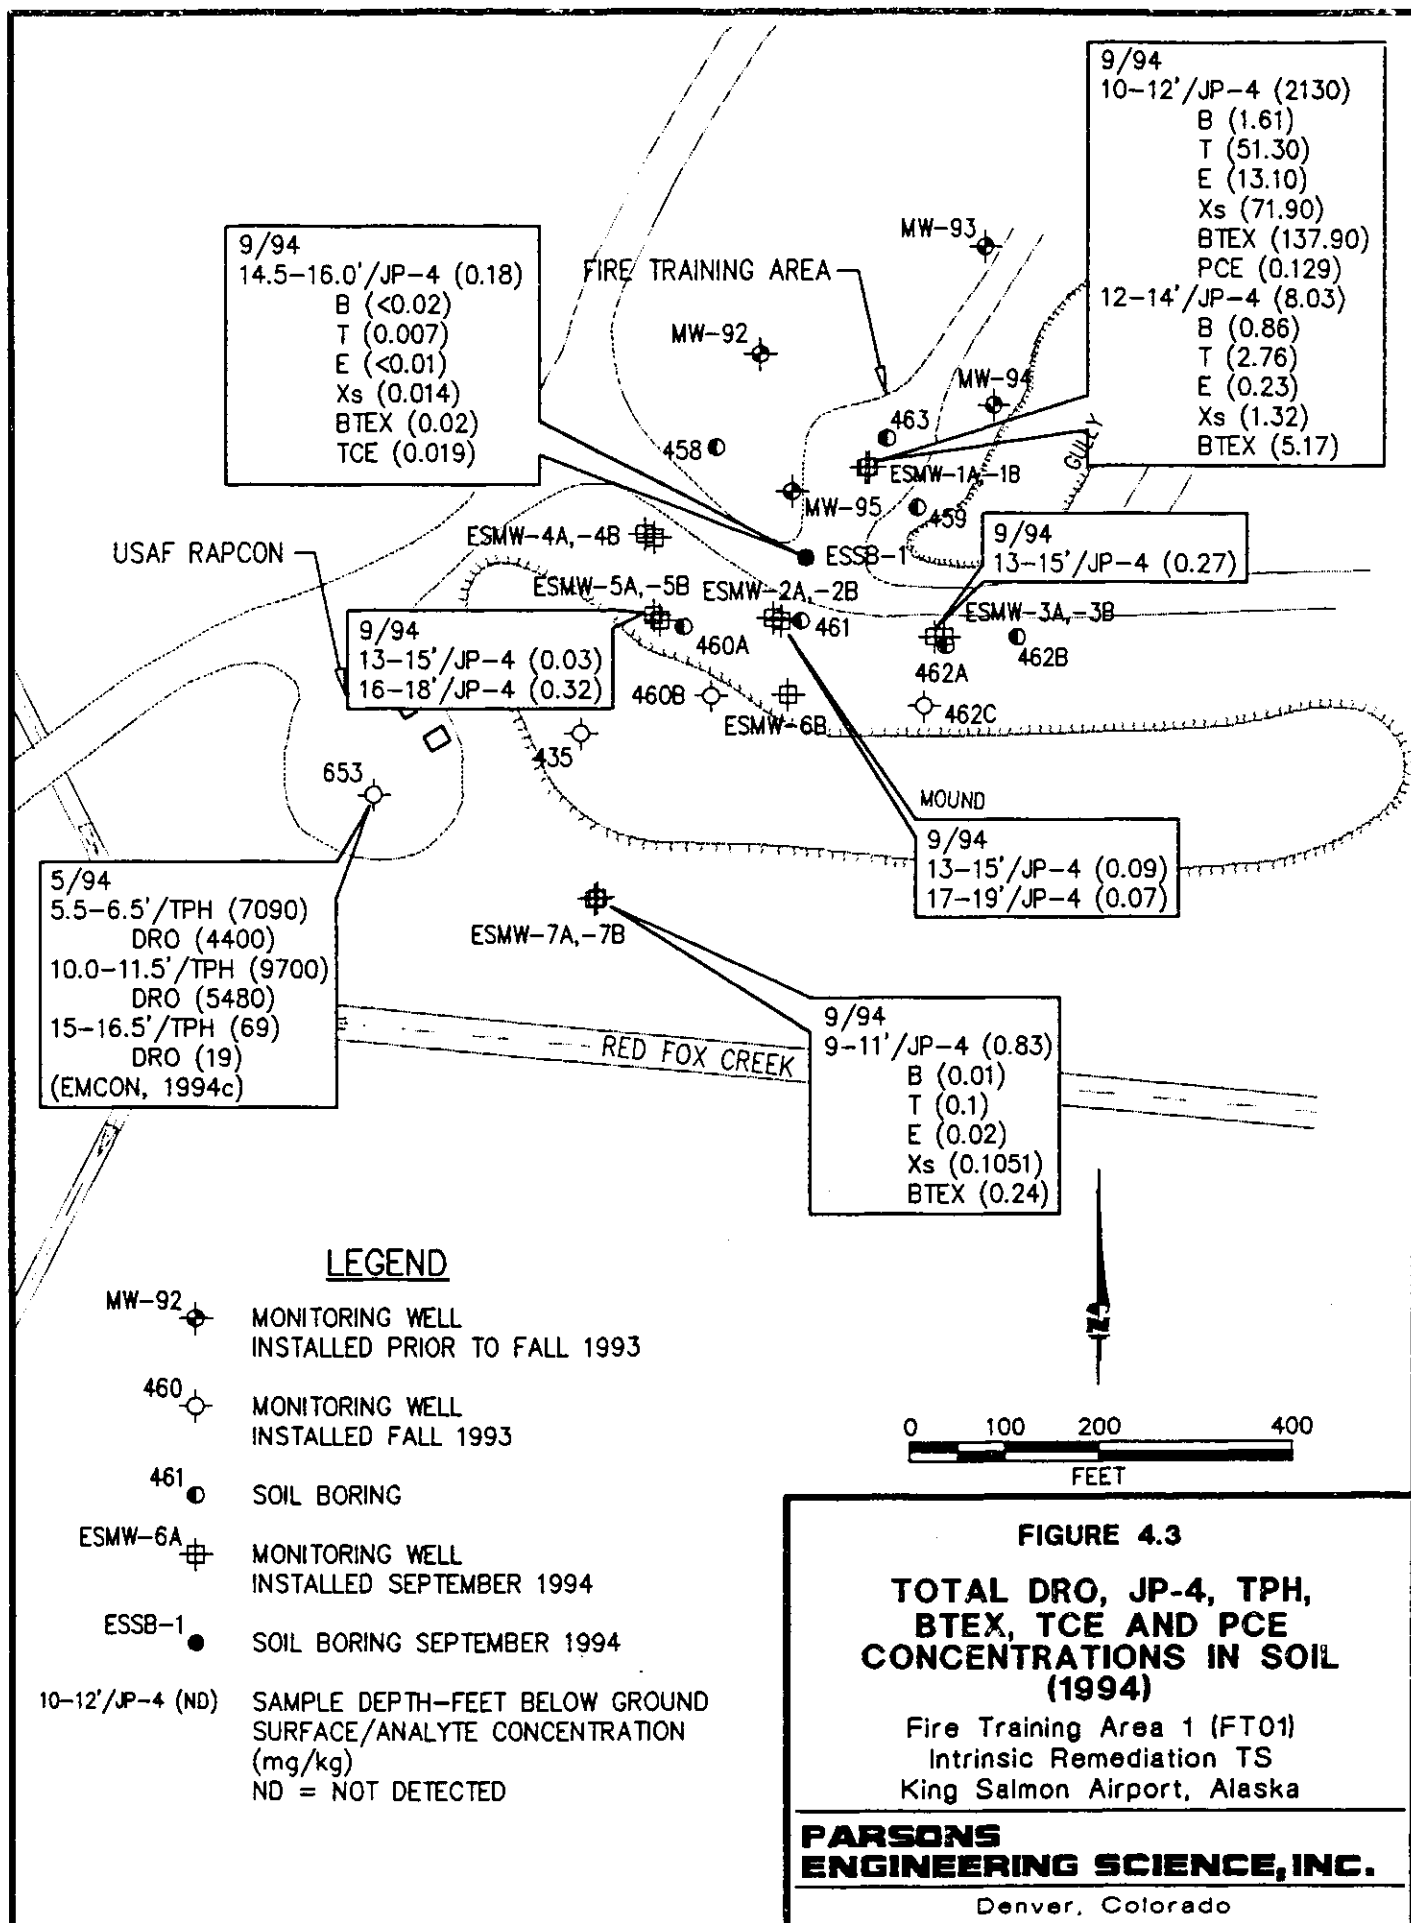 9/94
10-12'/JP-4 (2130)
B (1.61)
T (51.30)
E (13.10)
Xs (71.90)
BTEX (137.90)
PCE (0.129)
12-14'/JP-4 (8.03)
B (0.86)
T (2.76)
E (0.23)
Xs (1.32)
BTEX (5.17)
9/94
14.5-16.0'/JP-4 (0.18)
B (<0.02)
T (0.007)
E (<0.01)
Xs (0.014)
BTEX (0.02)
TCE (0.019)
MW-93
FIRE TRAINING AREA
MW-92
MW-94
463
GULLY
458
ESMW-1A,-1B
MW-95
459
ESMW-4A,-4B
USAF RAPCON
ESSB-1
9/94
13-15'/JP-4 (0.27)
ESMW-5A,-5B
ESMW-2A,-2B
ESMW-3A,-3B
9/94
13-15'/JP-4 (0.03)
16-18'/JP-4 (0.32)
460A
461
462A
462B
460B
ESMW-6B
462C
435
653
MOUND
9/94
13-15'/JP-4 (0.09)
17-19'/JP-4 (0.07)
5/94
5.5-6.5'/TPH (7090)
DRO (4400)
10.0-11.5'/TPH (9700)
DRO (5480)
15-16.5'/TPH (69)
DRO (19)
(EMCON, 1994c)
ESMW-7A,-7B
RED FOX CREEK
9/94
9-11'/JP-4 (0.83)
B (0.01)
T (0.1)
E (0.02)
Xs (0.1051)
BTEX (0.24)
LEGEND
MW-92
MONITORING WELL
INSTALLED PRIOR TO FALL 1993
460
MONITORING WELL
INSTALLED FALL 1993
461
SOIL BORING
ESMW-6A
MONITORING WELL
INSTALLED SEPTEMBER 1994
ESSB-1
SOIL BORING SEPTEMBER 1994
10-12'/JP-4 (ND)
SAMPLE DEPTH-FEET BELOW GROUND
SURFACE/ANALYTE CONCENTRATION
(mg/kg)
ND = NOT DETECTED
N
0 100 200 400
FEET
FIGURE 4.3
TOTAL DRO, JP-4, TPH,
BTEX, TCE AND PCE
CONCENTRATIONS IN SOIL
(1994)
Fire Training Area 1 (FT01)
Intrinsic Remediation TS
King Salmon Airport, Alaska
PARSONS
ENGINEERING SCIENCE, INC.
Denver, Colorado